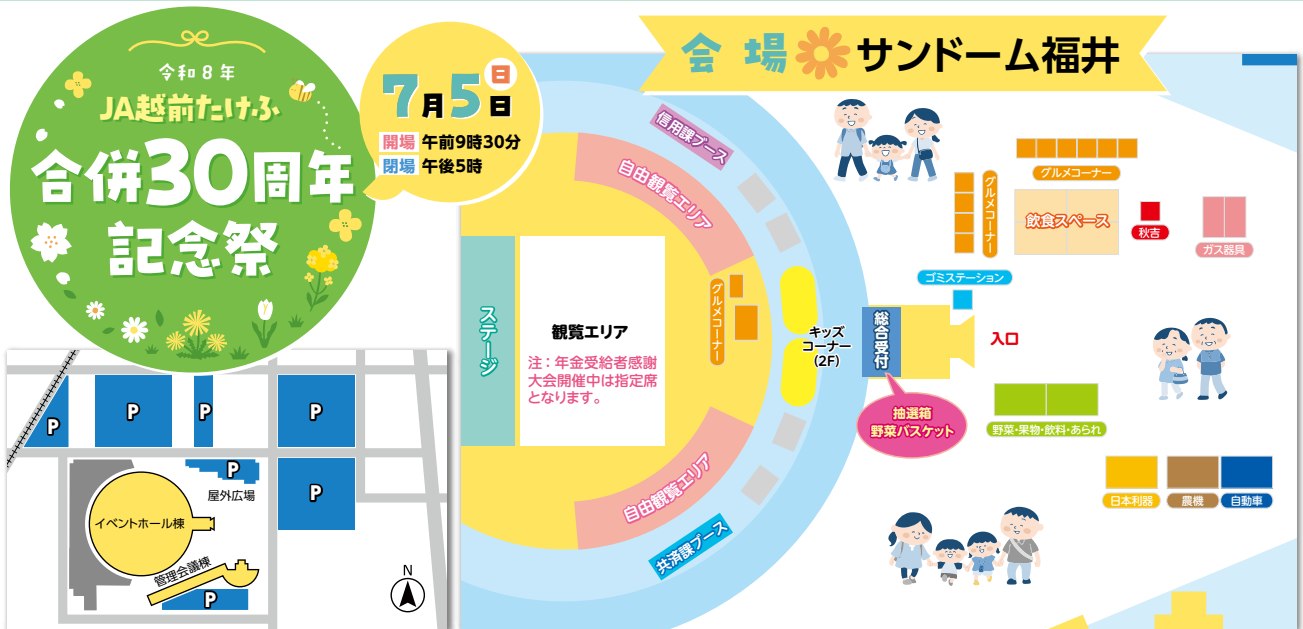 令和8年
JA越前たけふ
合併30周年
記念祭
7月5日 日
開場 午前9時30分
閉場 午後5時
会場 サンドーム福井
信用課ブース
自由観覧エリア
ステージ
観覧エリア
注：年金受給者感謝
大会開催中は指定席
となります。
グルメコーナー
キッズ
コーナー
(2F)
自由観覧エリア
共済課ブース
グルメコーナー
グルメコーナー
飲食スペース
秋吉
ガス器具
ゴミステーション
総合受付
入口
抽選箱
野菜バスケット
野菜・果物・飲料・あられ
日本利器
農機
自動車
P
P
P
P
P
屋外広場
P
イベントホール棟
管理会議棟
P
N